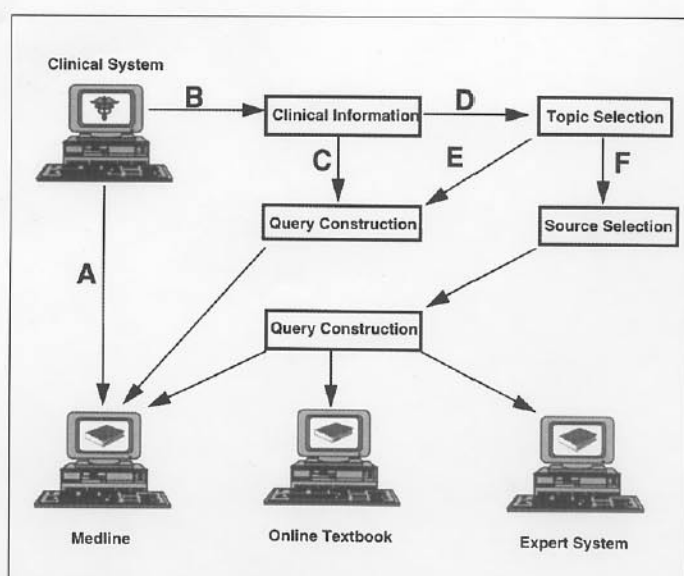 Clinical System
B
Clinical Information
D
Topic Selection
C
E
F
Query Construction
Source Selection
A
Query Construction
Medline
Online Textbook
Expert System